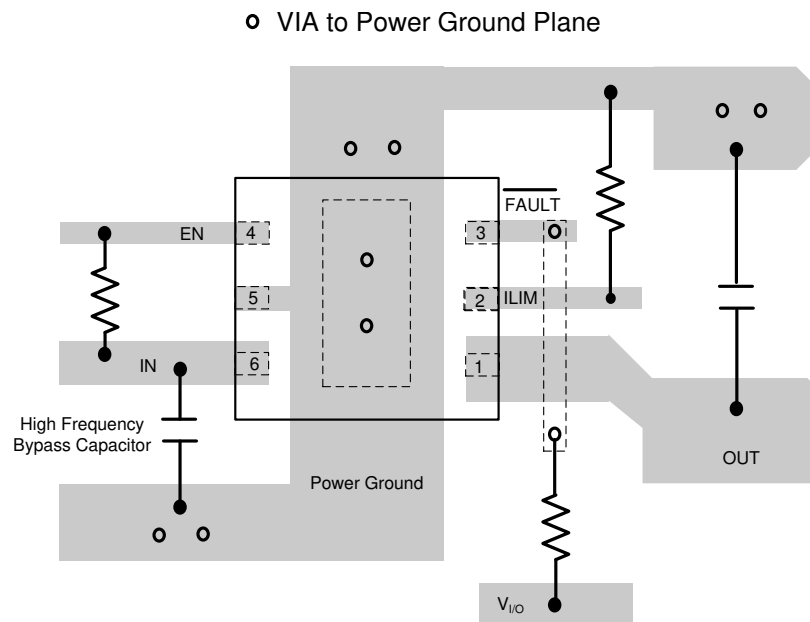 VIA to Power Ground Plane
FAULT
EN 4
3
5
2 ILIM
IN 6
1
High Frequency
Bypass Capacitor
OUT
Power Ground
VI/O